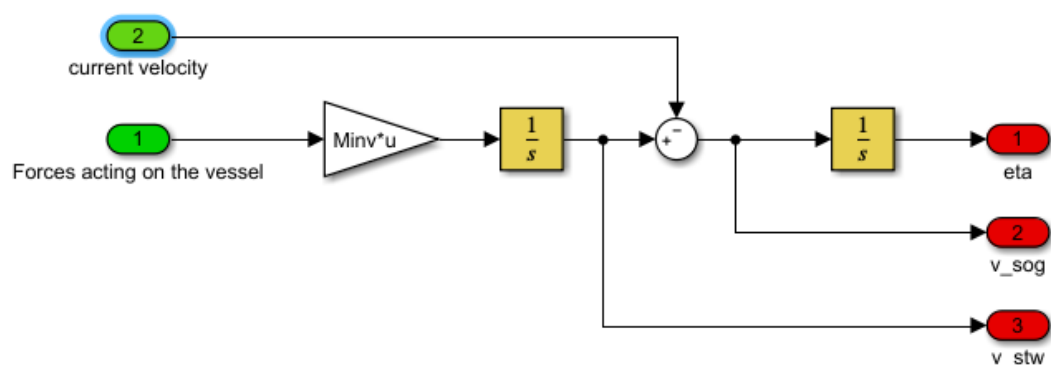 2
current velocity
1
Forces acting on the vessel
Minv*u
1
s
+
−
1
s
1
eta
2
v_sog
3
v_stw